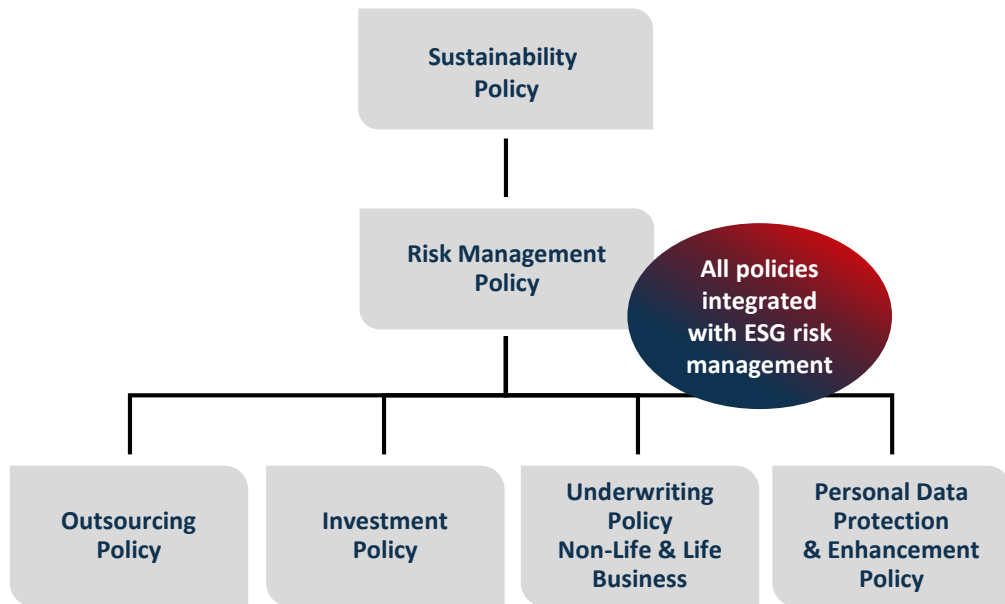 Sustainability
Policy
Risk Management
Policy
All policies
integrated
with ESG risk
management
Outsourcing
Policy
Investment
Policy
Underwriting
Policy
Non-Life & Life
Business
Personal Data
Protection
& Enhancement
Policy